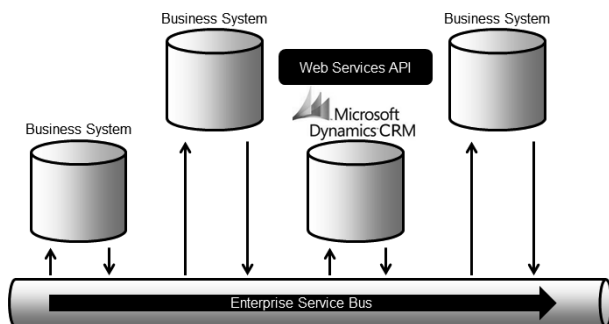 Business System
Business System
Web Services API
Microsoft
Dynamics CRM
Business System
Enterprise Service Bus